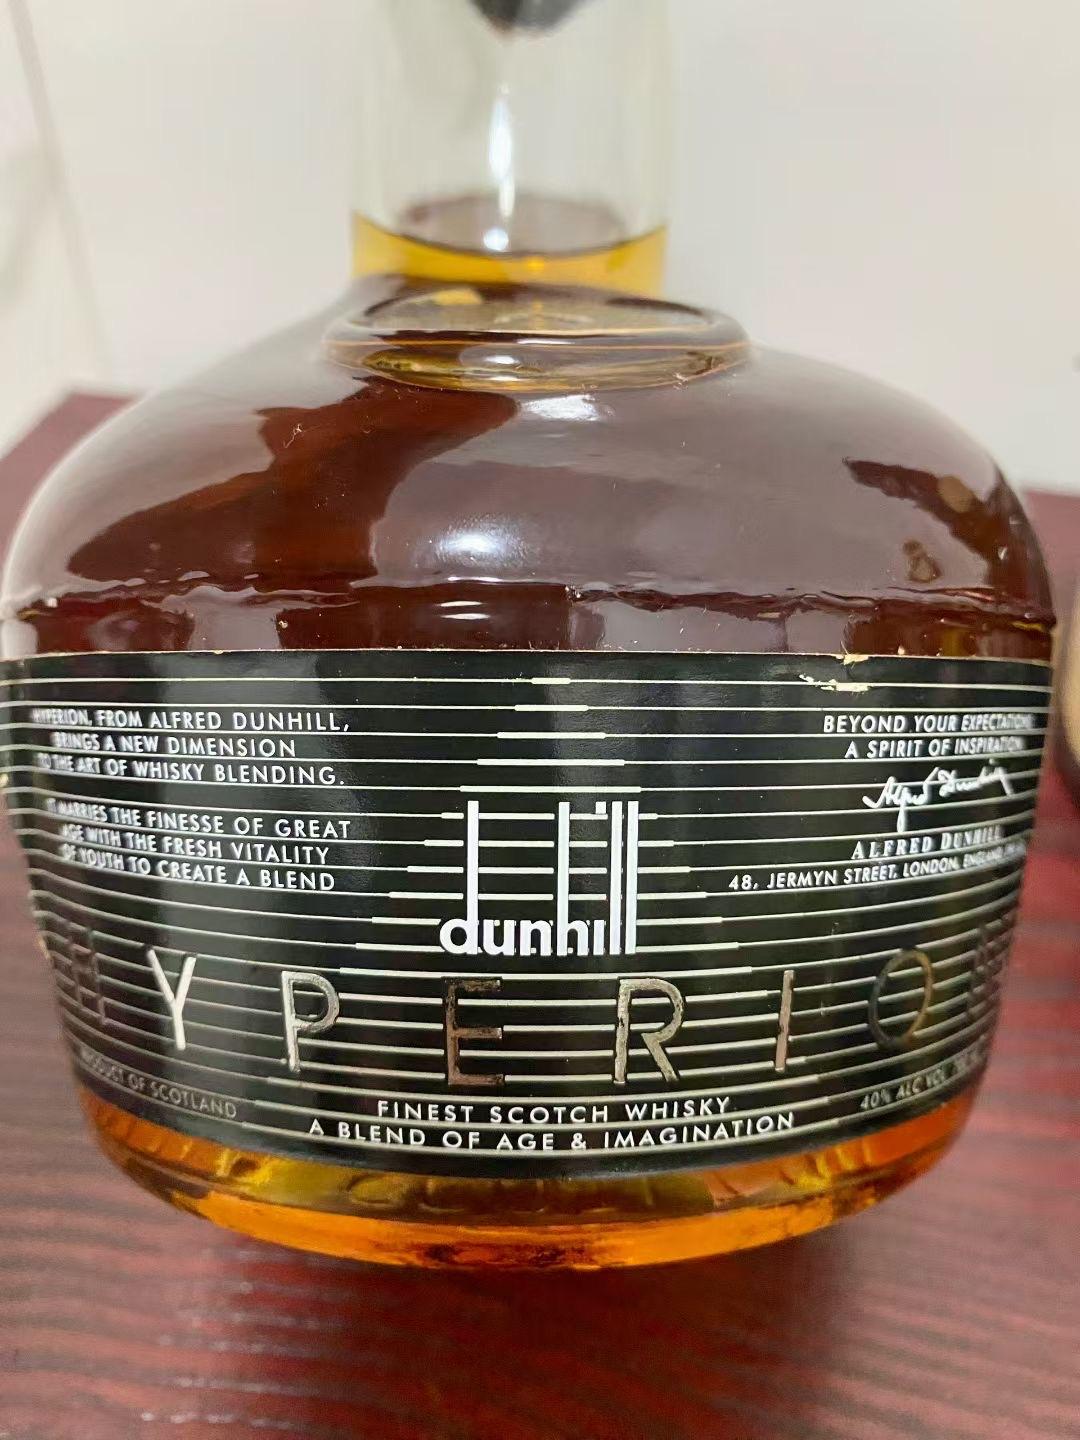 HYPERION, FROM ALFRED DUNHILL,
BRINGS A NEW DIMENSION
TO THE ART OF WHISKY BLENDING.
IT MARRIES THE FINESSE OF GREAT
AGE WITH THE FRESH VITALITY
OF YOUTH TO CREATE A BLEND
BEYOND YOUR EXPECTATIONS
A SPIRIT OF INSPIRATION
Alfred Dunhill
ALFRED DUNHILL
48, JERMYN STREET, LONDON, ENGLAND
dunhill
HYPERION
PRODUCT OF SCOTLAND
FINEST SCOTCH WHISKY
A BLEND OF AGE & IMAGINATION
40% ALC VOL